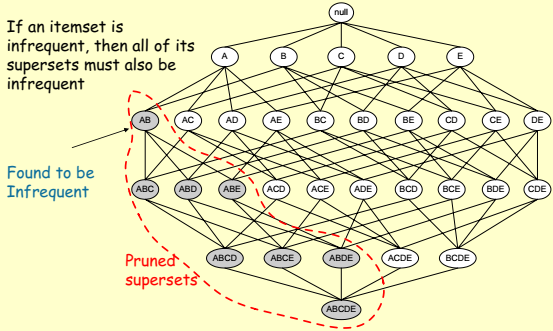 If an itemset is
infrequent, then all of its
supersets must also be
infrequent
null
A B C D E
AB AC AD AE BC BD BE CD CE DE
Found to be
Infrequent
ABC ABD ABE ACD ACE ADE BCD BCE BDE CDE
Pruned
supersets
ABCD ABCE ABDE ACDE BCDE
ABCDE